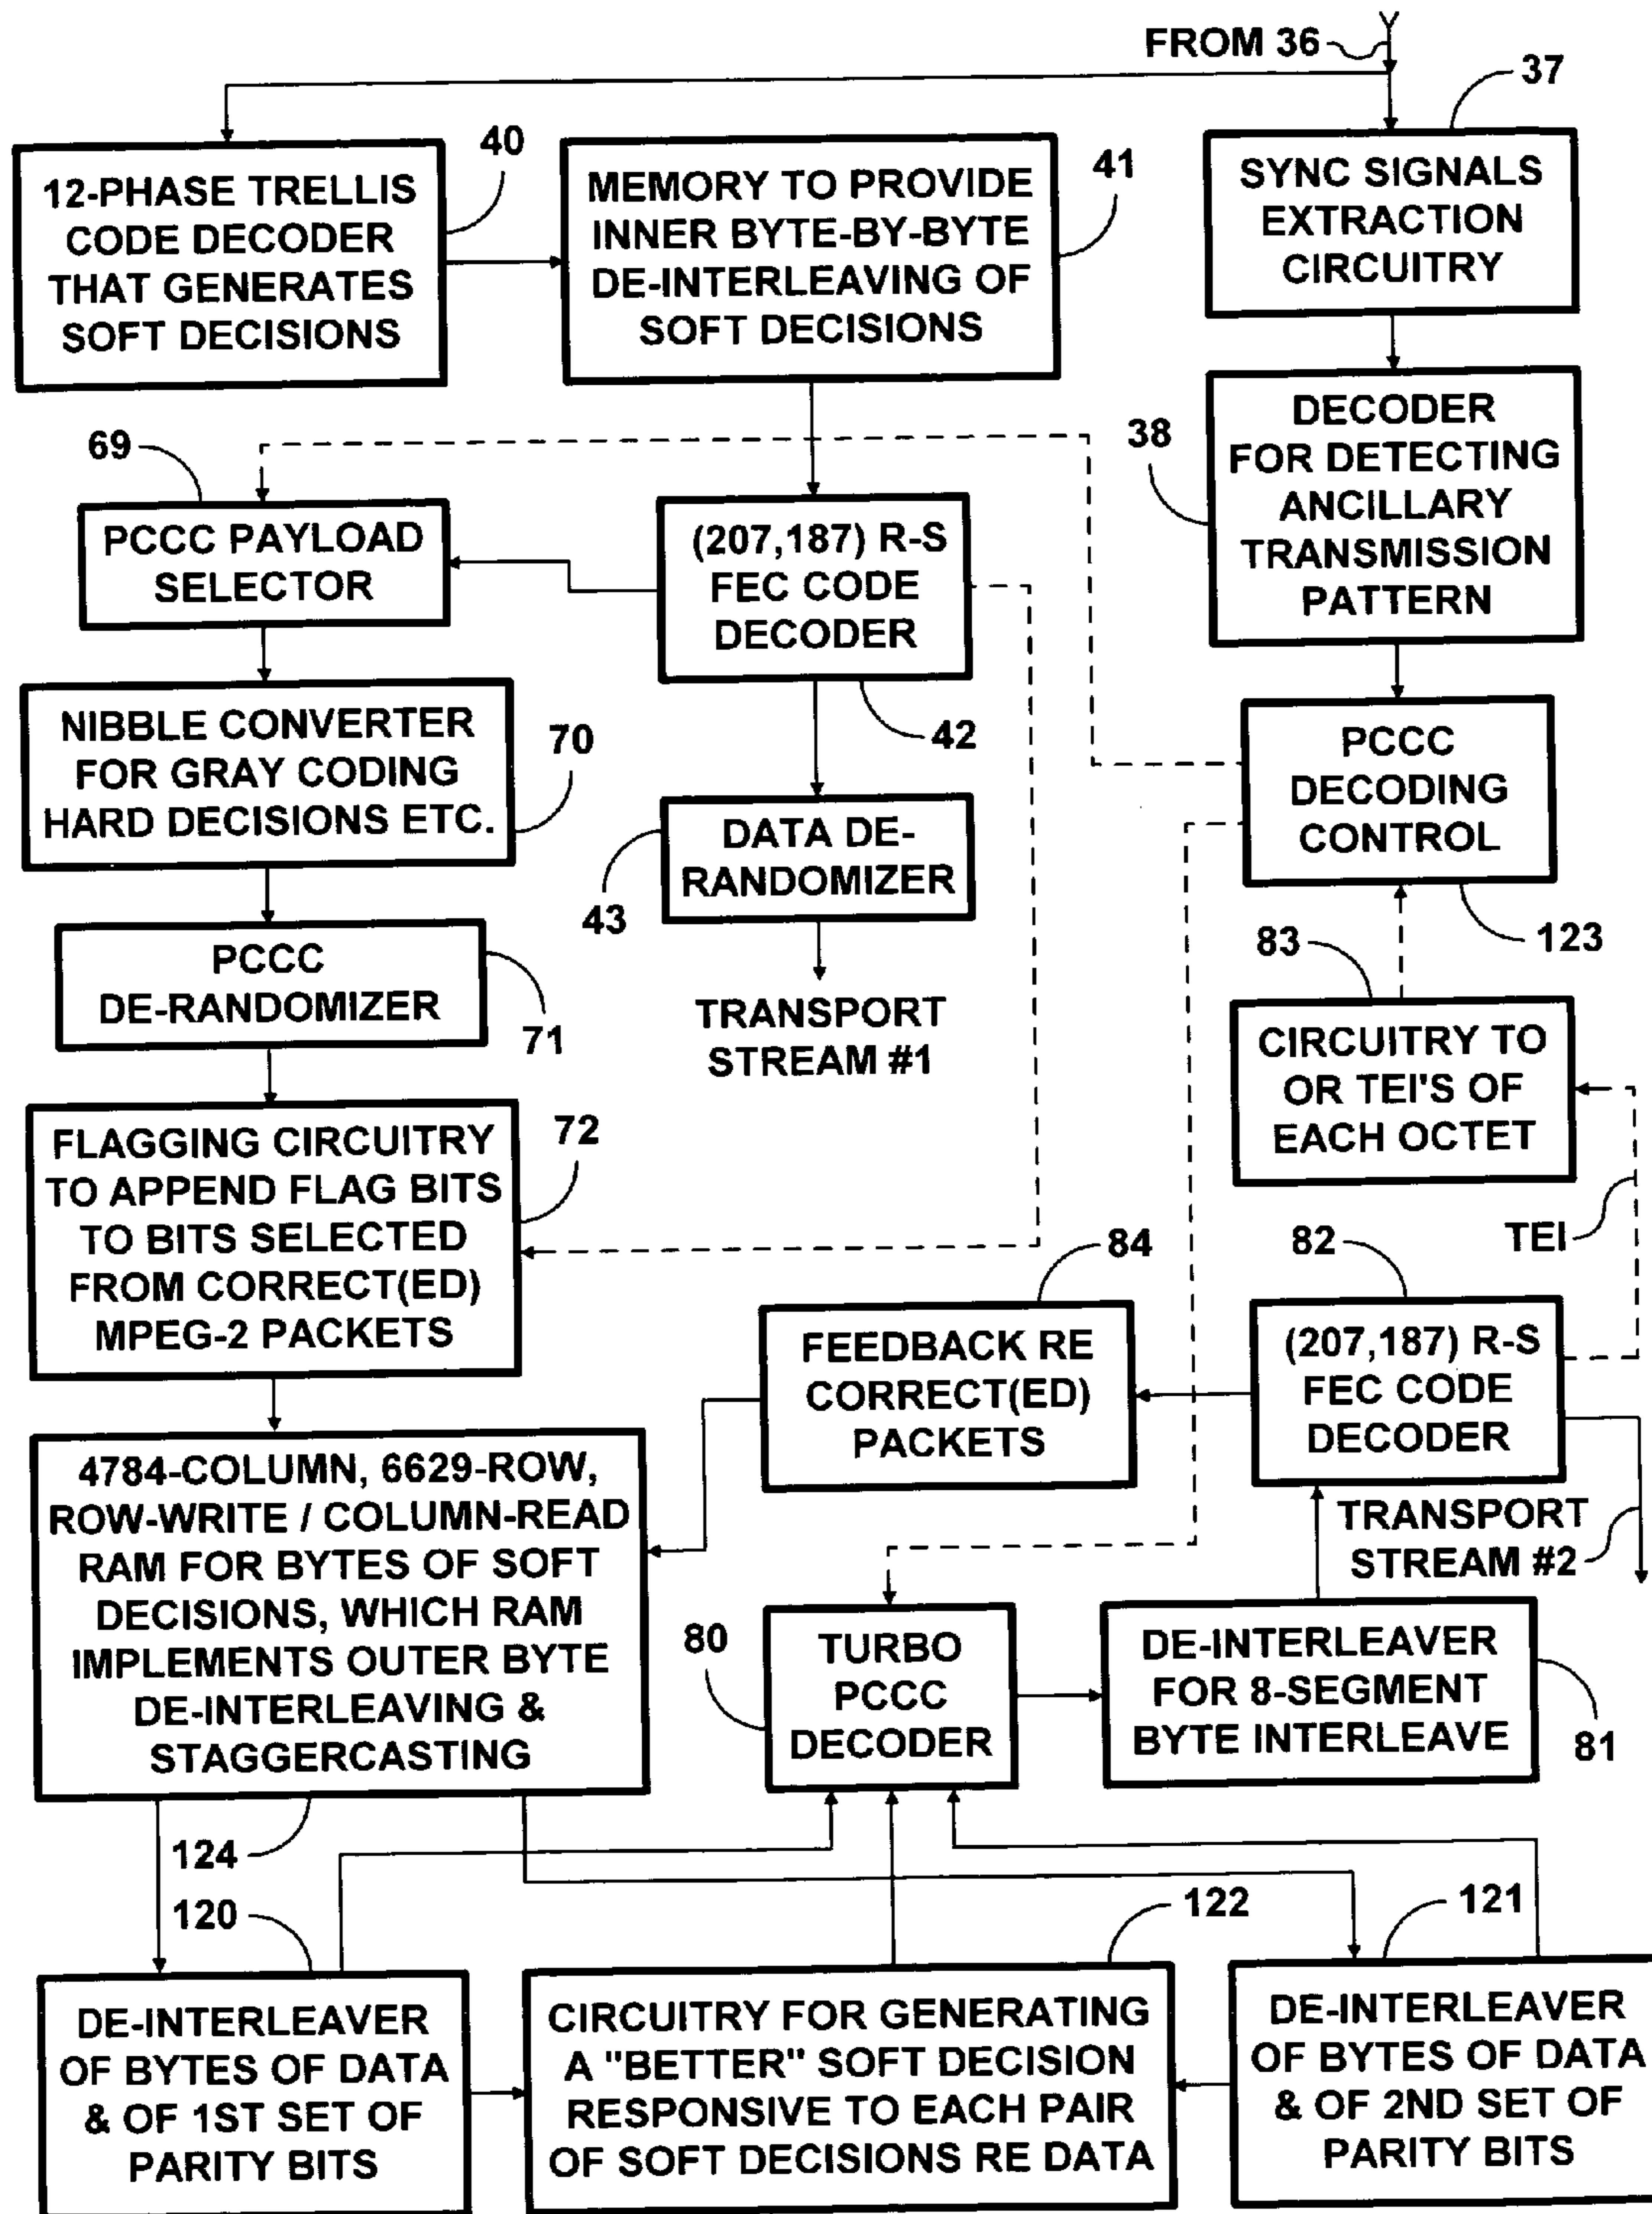 FROM 36
37
12-PHASE TRELLIS
CODE DECODER
THAT GENERATES
SOFT DECISIONS
40
MEMORY TO PROVIDE
INNER BYTE-BY-BYTE
DE-INTERLEAVING OF
SOFT DECISIONS
41
SYNC SIGNALS
EXTRACTION
CIRCUITRY
69
38
DECODER
FOR DETECTING
ANCILLARY
TRANSMISSION
PATTERN
PCCC PAYLOAD
SELECTOR
(207,187) R-S
FEC CODE
DECODER
42
NIBBLE CONVERTER
FOR GRAY CODING
HARD DECISIONS ETC.
70
PCCC
DECODING
CONTROL
123
DATA DE-
RANDOMIZER
43
PCCC
DE-RANDOMIZER
71
TRANSPORT
STREAM #1
83
CIRCUITRY TO
OR TEI'S OF
EACH OCTET
TEI
FLAGGING CIRCUITRY
TO APPEND FLAG BITS
TO BITS SELECTED
FROM CORRECT(ED)
MPEG-2 PACKETS
72
84
82
FEEDBACK RE
CORRECT(ED)
PACKETS
(207,187) R-S
FEC CODE
DECODER
TRANSPORT
STREAM #2
4784-COLUMN, 6629-ROW,
ROW-WRITE / COLUMN-READ
RAM FOR BYTES OF SOFT
DECISIONS, WHICH RAM
IMPLEMENTS OUTER BYTE
DE-INTERLEAVING &
STAGGERCASTING
124
80
TURBO
PCCC
DECODER
DE-INTERLEAVER
FOR 8-SEGMENT
BYTE INTERLEAVE
81
120
122
121
DE-INTERLEAVER
OF BYTES OF DATA
& OF 1ST SET OF
PARITY BITS
CIRCUITRY FOR GENERATING
A "BETTER" SOFT DECISION
RESPONSIVE TO EACH PAIR
OF SOFT DECISIONS RE DATA
DE-INTERLEAVER
OF BYTES OF DATA
& OF 2ND SET OF
PARITY BITS